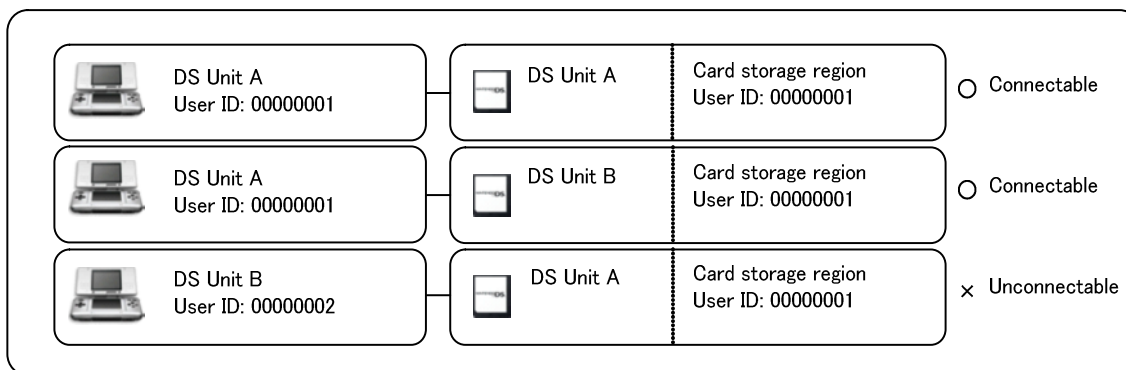 DS Unit A
User ID: 00000001
DS Unit A
Card storage region
User ID: 00000001
○ Connectable
DS Unit A
User ID: 00000001
DS Unit B
Card storage region
User ID: 00000001
○ Connectable
DS Unit B
User ID: 00000002
DS Unit A
Card storage region
User ID: 00000001
× Unconnectable